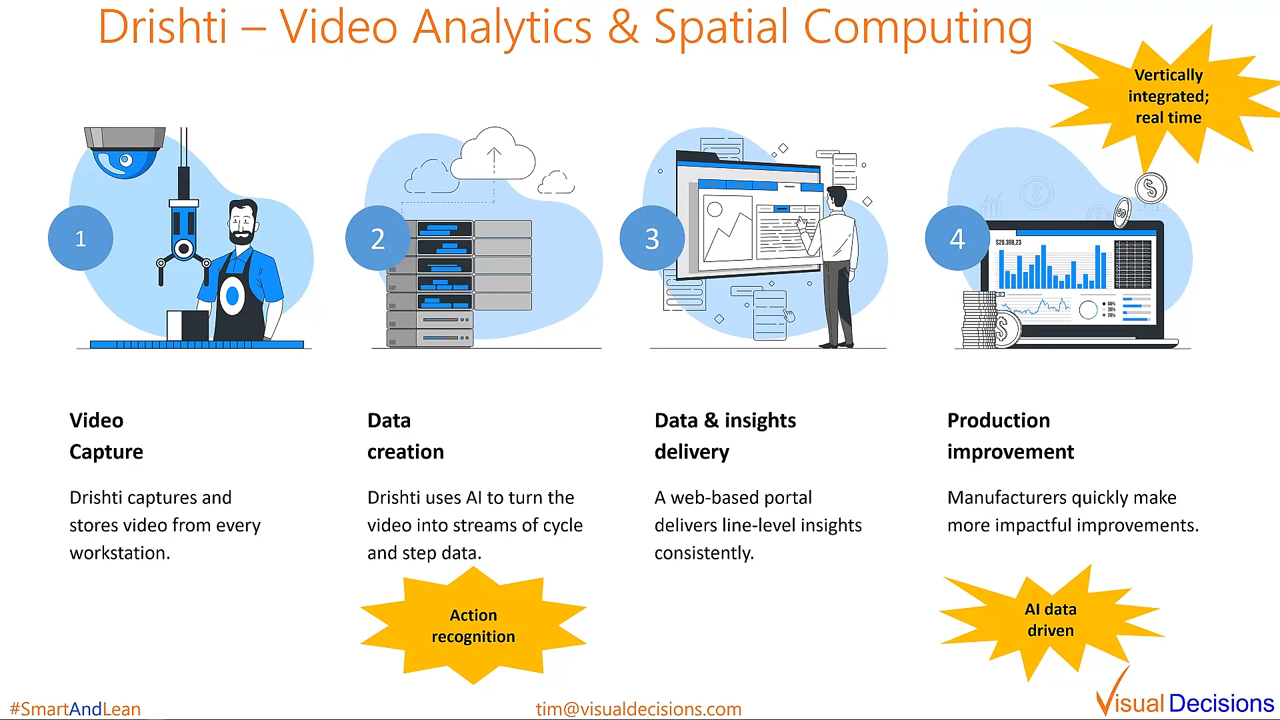 Drishti – Video Analytics & Spatial Computing
Vertically
integrated;
real time
1
2
3
4
$20,388,23
Video
Capture
Drishti captures and
stores video from every
workstation.
Data
creation
Drishti uses AI to turn the
video into streams of cycle
and step data.
Data & insights
delivery
A web-based portal
delivers line-level insights
consistently.
Production
improvement
Manufacturers quickly make
more impactful improvements.
Action
recognition
AI data
driven
#SmartAndLean
tim@visualdecisions.com
Visual Decisions